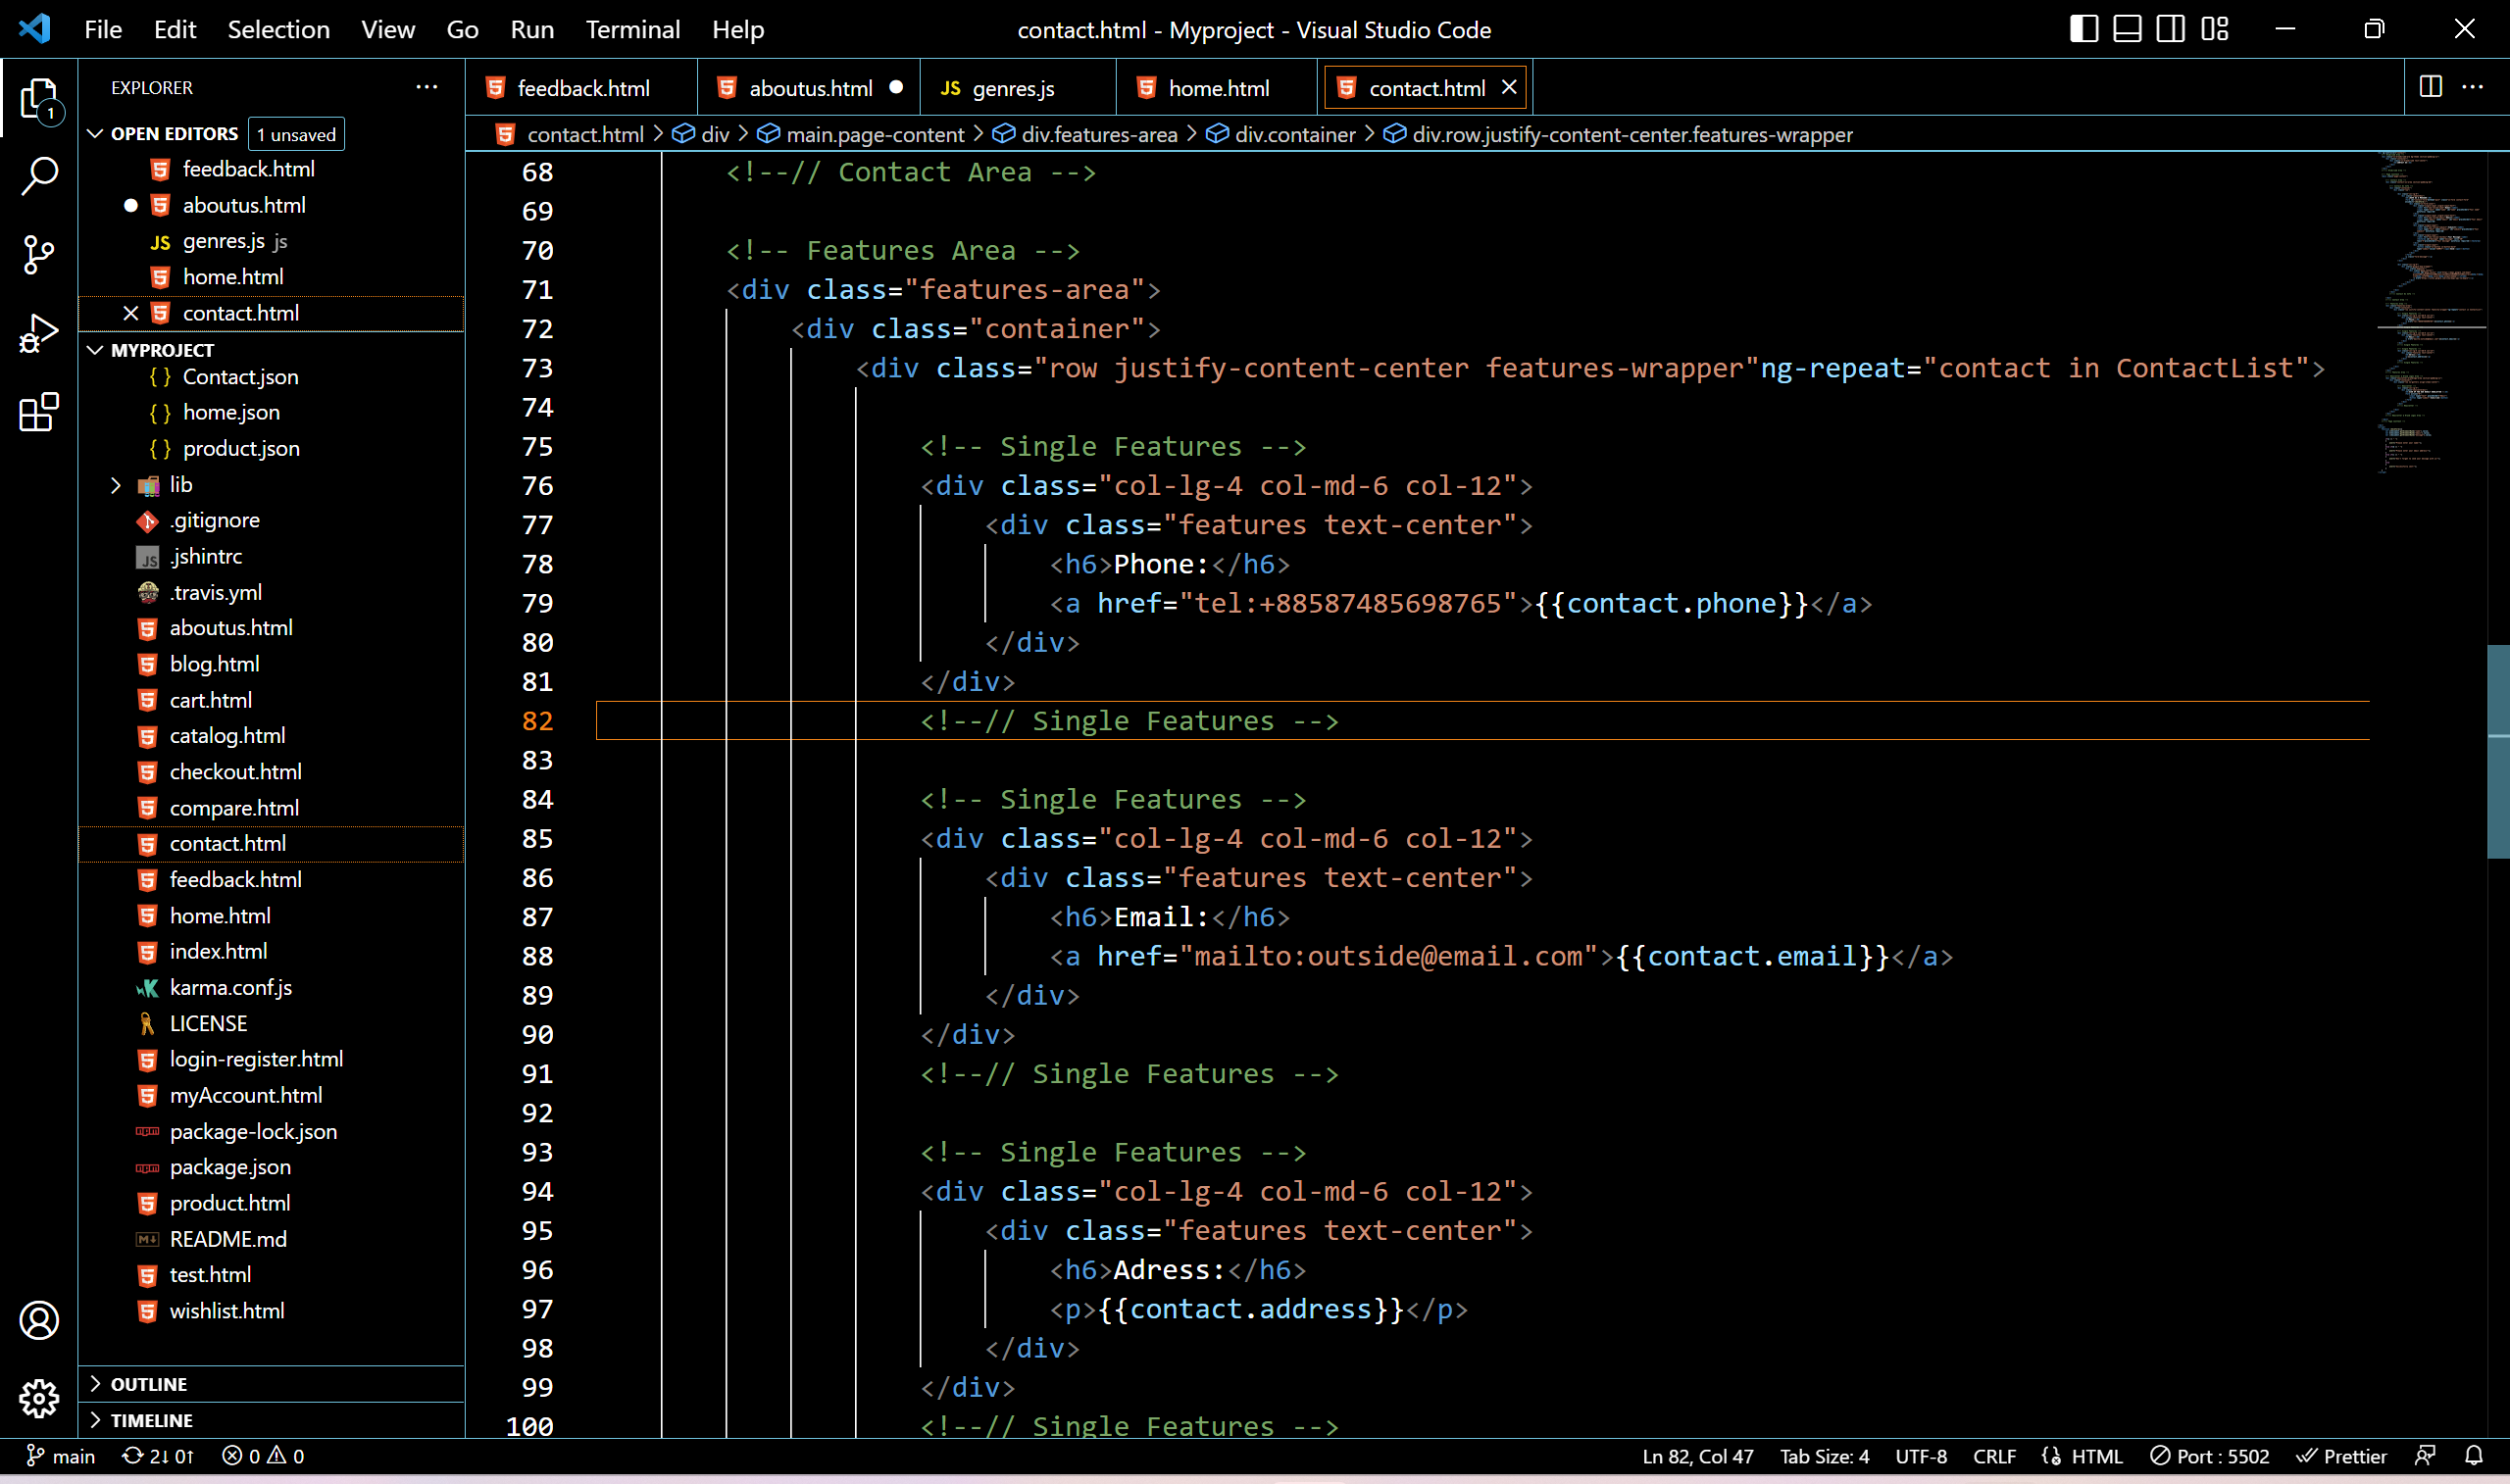 File Edit Selection View Go Run Terminal Help
contact.html - Myproject - Visual Studio Code
EXPLORER
1
OPEN EDITORS 1 unsaved
feedback.html
aboutus.html
genres.js js
home.html
contact.html
MYPROJECT
Contact.json
home.json
product.json
lib
.gitignore
.jshintrc
.travis.yml
aboutus.html
blog.html
cart.html
catalog.html
checkout.html
compare.html
contact.html
feedback.html
home.html
index.html
karma.conf.js
LICENSE
login-register.html
myAccount.html
package-lock.json
package.json
product.html
README.md
test.html
wishlist.html
OUTLINE
TIMELINE
feedback.html aboutus.html JS genres.js home.html contact.html
contact.html > div > main.page-content > div.features-area > div.container > div.row.justify-content-center.features-wrapper
68 <!--// Contact Area -->
69
70 <!-- Features Area -->
71 <div class="features-area">
72 <div class="container">
73 <div class="row justify-content-center features-wrapper"ng-repeat="contact in ContactList">
74
75 <!-- Single Features -->
76 <div class="col-lg-4 col-md-6 col-12">
77 <div class="features text-center">
78 <h6>Phone:</h6>
79 <a href="tel:+88587485698765">{{contact.phone}}</a>
80 </div>
81 </div>
82 <!--// Single Features -->
83
84 <!-- Single Features -->
85 <div class="col-lg-4 col-md-6 col-12">
86 <div class="features text-center">
87 <h6>Email:</h6>
88 <a href="mailto:outside@email.com">{{contact.email}}</a>
89 </div>
90 </div>
91 <!--// Single Features -->
92
93 <!-- Single Features -->
94 <div class="col-lg-4 col-md-6 col-12">
95 <div class="features text-center">
96 <h6>Adress:</h6>
97 <p>{{contact.address}}</p>
98 </div>
99 </div>
100 <!--// Single Features -->
main 2↓ 0↑ 0 0
Ln 82, Col 47 Tab Size: 4 UTF-8 CRLF HTML Port : 5502 Prettier